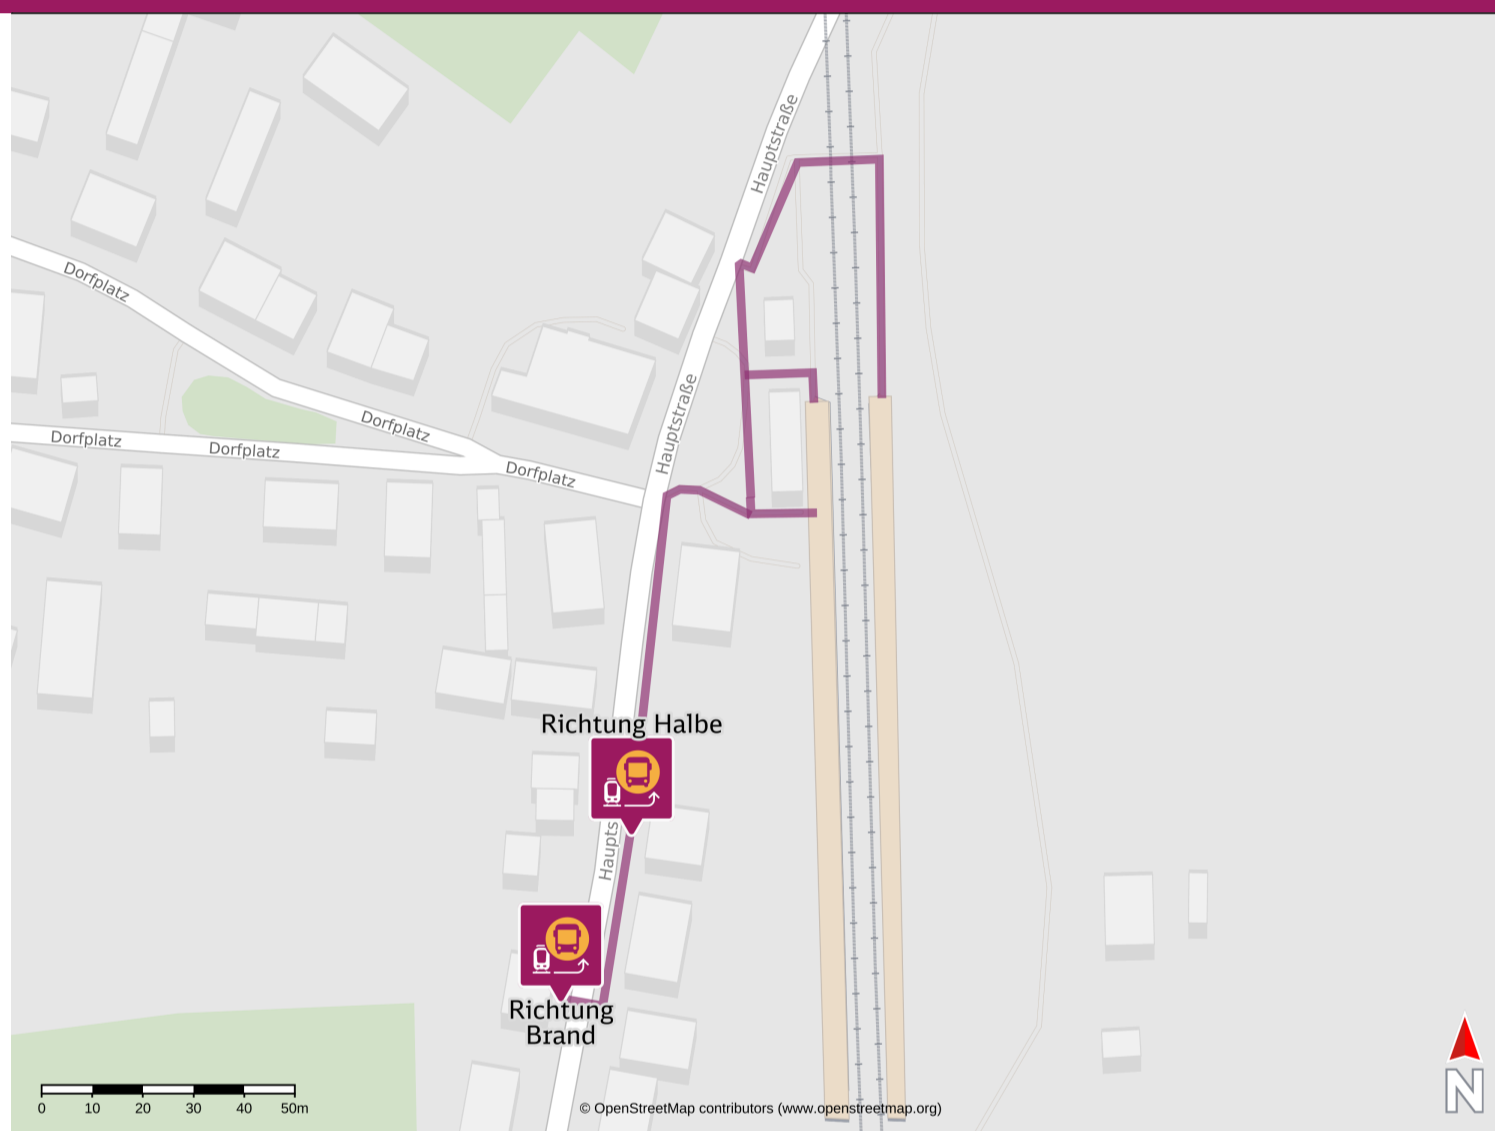 Hauptstraße
Dorfplatz
Hauptstraße
Dorfplatz
Dorfplatz
Dorfplatz
Dorfplatz
Richtung Halbe
Haupts
Richtung
Brand
0 10 20 30 40 50m
© OpenStreetMap contributors (www.openstreetmap.org)
N